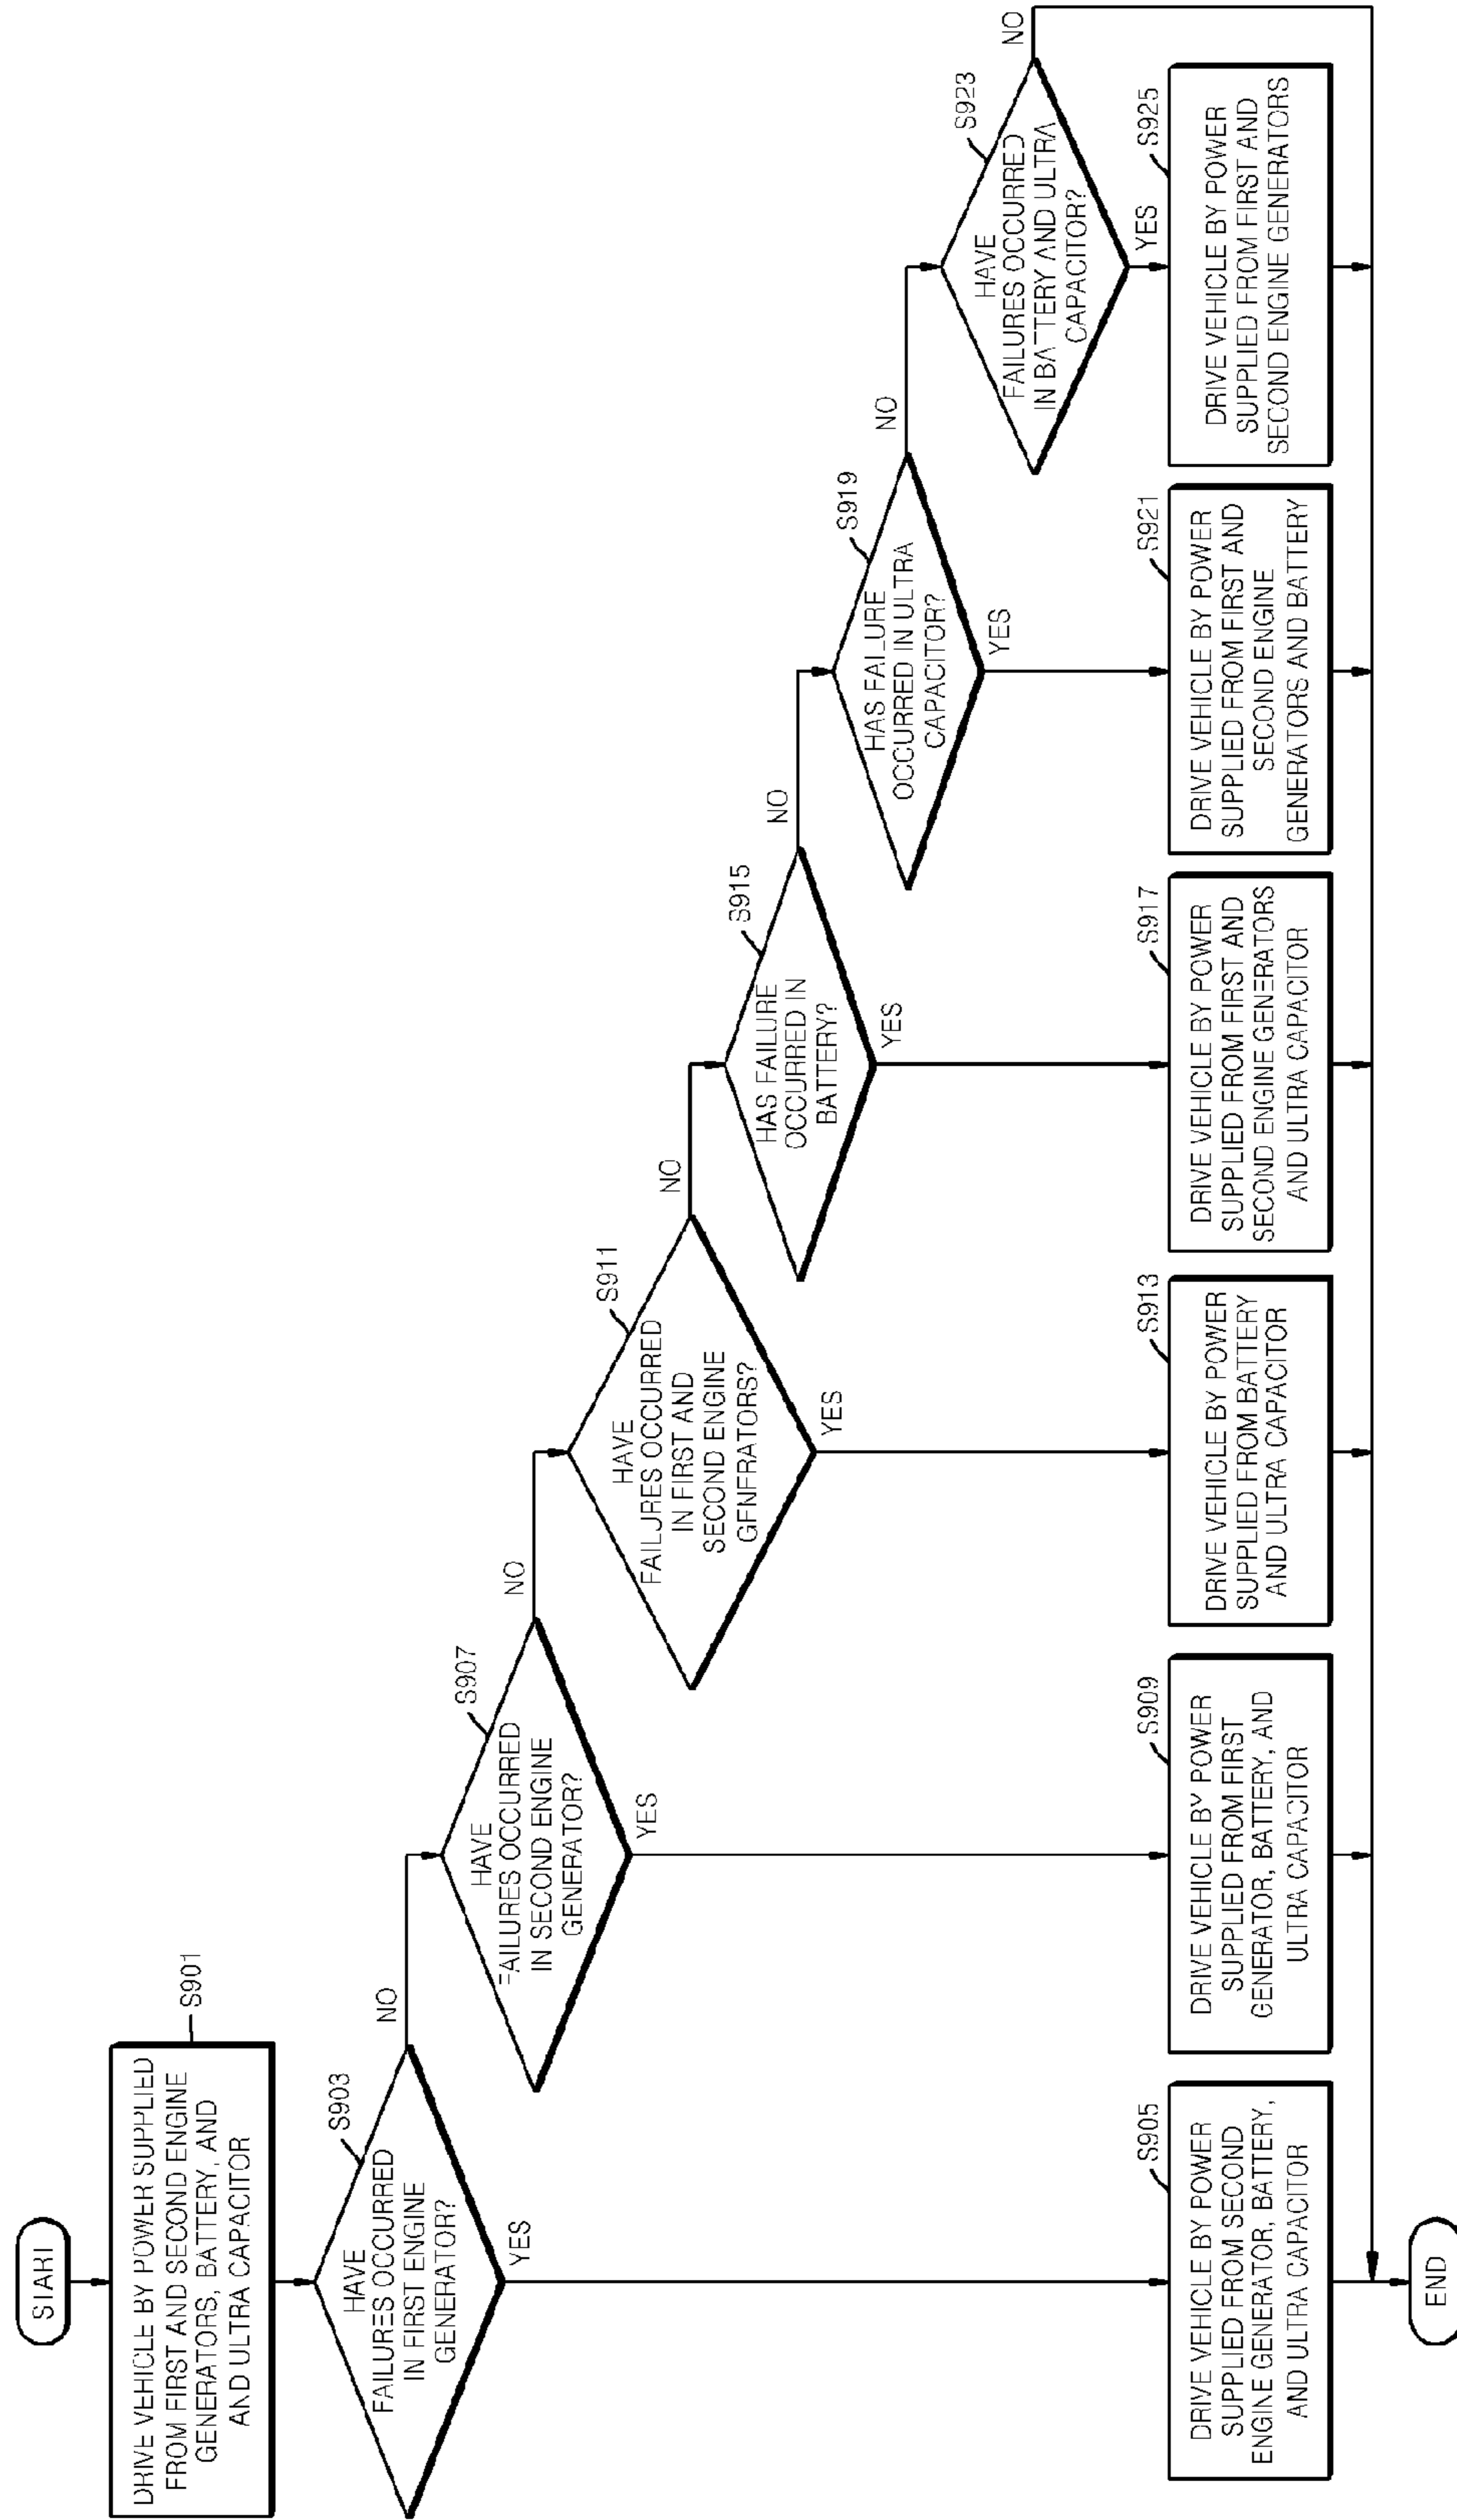 START
DRIVE VEHICLE BY POWER SUPPLIED
FROM FIRST AND SECOND ENGINE
GENERATORS, BATTERY, AND
AND ULTRA CAPACITOR
S901
HAVE
FAILURES OCCURRED
IN FIRST ENGINE
GENERATOR?
S903
NO
YES
HAVE
FAILURES OCCURRED
IN SECOND ENGINE
GENERATOR?
S907
NO
YES
HAVE
FAILURES OCCURRED
IN FIRST AND
SECOND ENGINE
GENERATORS?
S911
NO
YES
HAS FAILURE
OCCURRED IN
BATTERY?
S915
NO
YES
HAS FAILURE
OCCURRED IN ULTRA
CAPACITOR?
S919
NO
YES
HAVE
FAILURES OCCURRED
IN BATTERY AND ULTRA
CAPACITOR?
S923
NO
YES
DRIVE VEHICLE BY POWER
SUPPLIED FROM SECOND
ENGINE GENERATOR, BATTERY,
AND ULTRA CAPACITOR
S905
DRIVE VEHICLE BY POWER
SUPPLIED FROM FIRST
GENERATOR, BATTERY, AND
ULTRA CAPACITOR
S909
DRIVE VEHICLE BY POWER
SUPPLIED FROM BATTERY
AND ULTRA CAPACITOR
S913
DRIVE VEHICLE BY POWER
SUPPLIED FROM FIRST AND
SECOND ENGINE GENERATORS
AND ULTRA CAPACITOR
S917
DRIVE VEHICLE BY POWER
SUPPLIED FROM FIRST AND
SECOND ENGINE
GENERATORS AND BATTERY
S921
DRIVE VEHICLE BY POWER
SUPPLIED FROM FIRST AND
SECOND ENGINE GENERATORS
S925
END